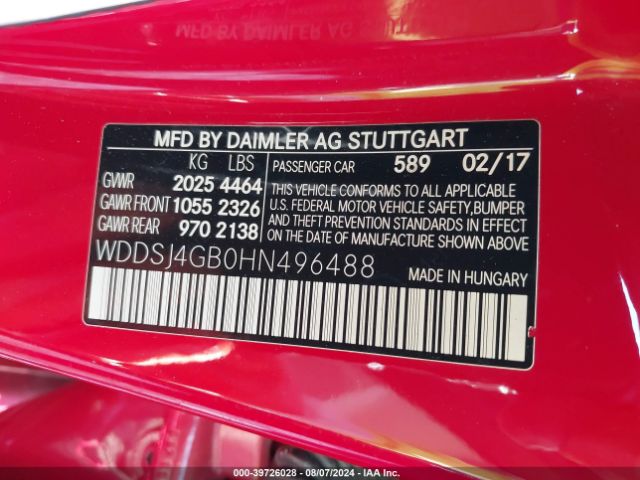 MFD BY DAIMLER AG STUTTGART
KG LBS PASSENGER CAR 589 02/17
GVWR 2025 4464
GAWR FRONT 1055 2326
GAWR REAR 970 2138
THIS VEHICLE CONFORMS TO ALL APPLICABLE
U.S. FEDERAL MOTOR VEHICLE SAFETY,BUMPER
AND THEFT PREVENTION STANDARDS IN EFFECT
ON THE DATE OF MANUFACTURE SHOWN ABOVE
WDDSJ4GB0HN496488 MADE IN HUNGARY
000-39726028 - 08/07/2024 - IAA Inc.